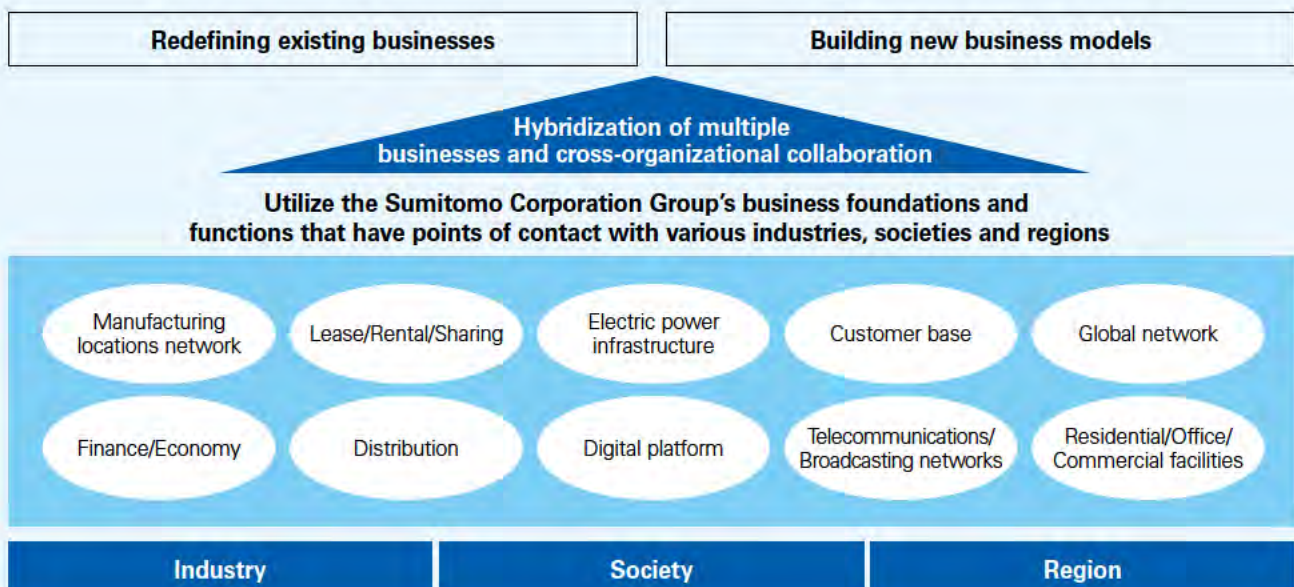 Redefining existing businesses
Building new business models
Hybridization of multiple
businesses and cross-organizational collaboration
Utilize the Sumitomo Corporation Group's business foundations and
functions that have points of contact with various industries, societies and regions
Manufacturing
locations network
Lease/Rental/Sharing
Electric power
infrastructure
Customer base
Global network
Finance/Economy
Distribution
Digital platform
Telecommunications/
Broadcasting networks
Residential/Office/
Commercial facilities
Industry
Society
Region